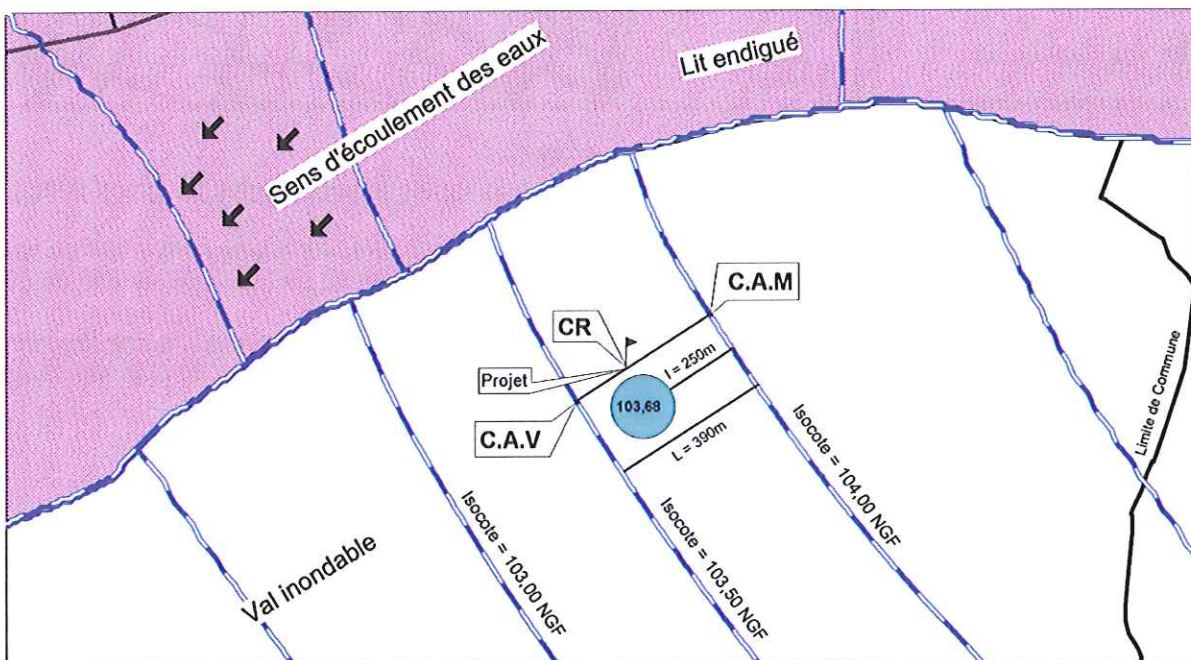 Lit endigué
Sens d'écoulement des eaux
C.A.M
CR
l = 250m
Projet
103,68
C.A.V
L = 390m
Limite de Commune
Isocote = 104,00 NGF
Isocote = 103,50 NGF
Isocote = 103,00 NGF
Val inondable